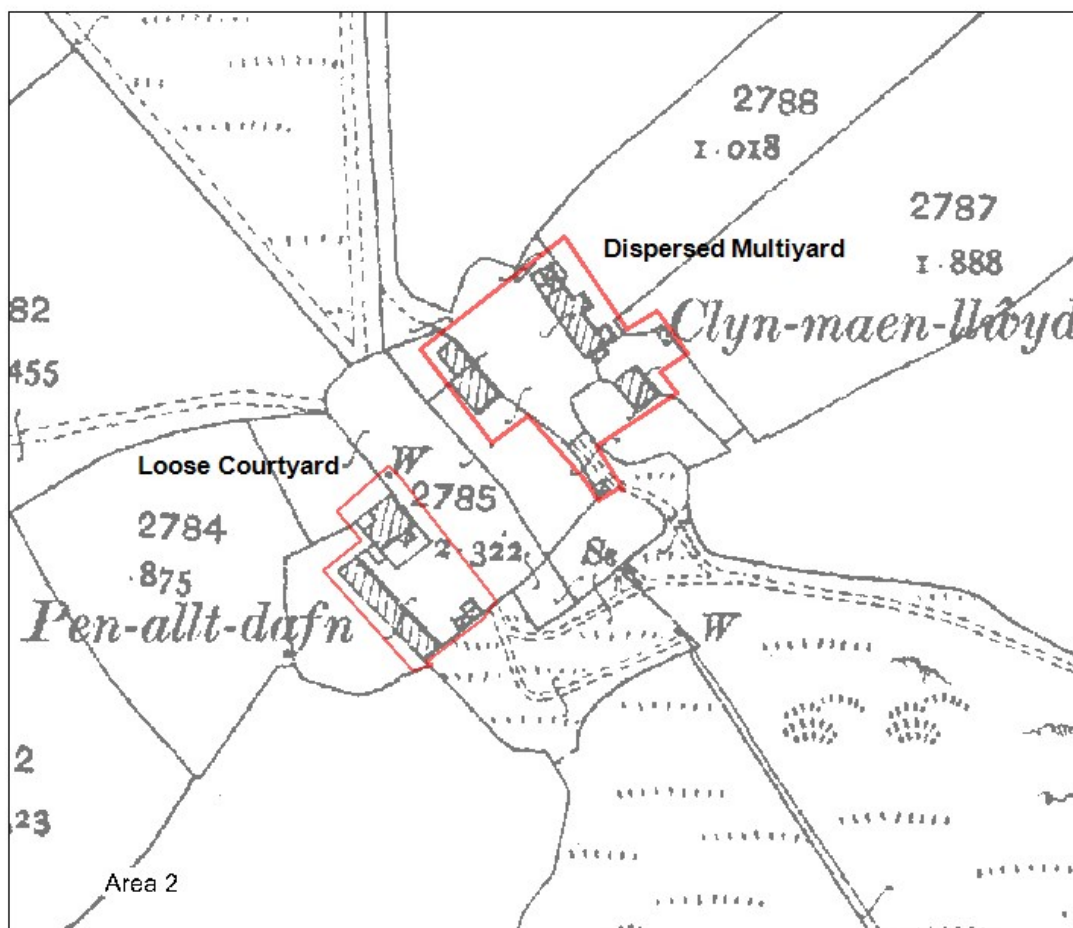 2788
1·018
2787
1·888
Dispersed Multiyard
Clyn-maen-llŵyd
82
455
Loose Courtyard
W
2785
2·322
2784
·875
S
Pen-allt-dafn
W
2
23
Area 2